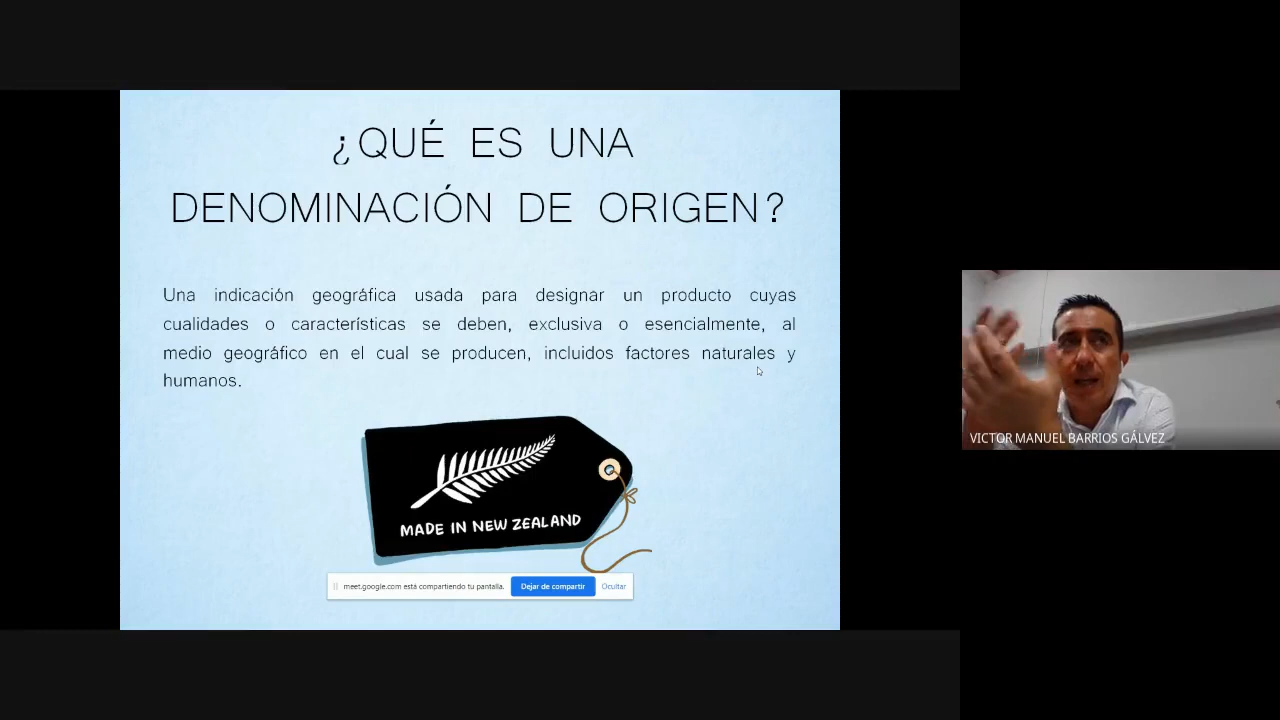 ¿QUÉ ES UNA
DENOMINACIÓN DE ORIGEN?
Una indicación geográfica usada para designar un producto cuyas
cualidades o características se deben, exclusiva o esencialmente, al
medio geográfico en el cual se producen, incluidos factores naturales y
humanos.
MADE IN NEW ZEALAND
meet.google.com está compartiendo tu pantalla.
Dejar de compartir
Ocultar
VICTOR MANUEL BARRIOS GÁLVEZ